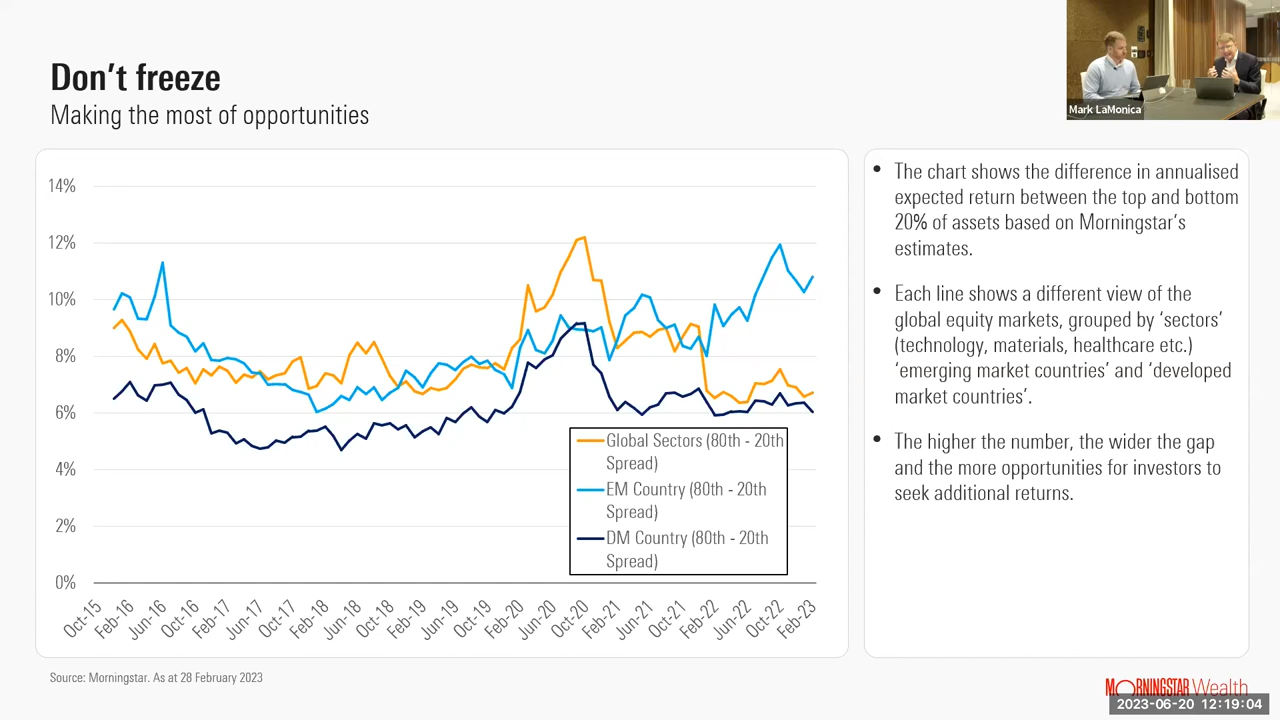 Don't freeze
Making the most of opportunities
Mark LaMonica
14%
12%
10%
8%
6%
4%
2%
0%
Global Sectors (80th - 20th
Spread)
EM Country (80th - 20th
Spread)
DM Country (80th - 20th
Spread)
Oct-15
Feb-16
Jun-16
Oct-16
Feb-17
Jun-17
Oct-17
Feb-18
Jun-18
Oct-18
Feb-19
Jun-19
Oct-19
Feb-20
Jun-20
Oct-20
Feb-21
Jun-21
Oct-21
Feb-22
Jun-22
Oct-22
Feb-23
• The chart shows the difference in annualised
expected return between the top and bottom
20% of assets based on Morningstar's
estimates.
• Each line shows a different view of the
global equity markets, grouped by 'sectors'
(technology, materials, healthcare etc.)
'emerging market countries' and 'developed
market countries'.
• The higher the number, the wider the gap
and the more opportunities for investors to
seek additional returns.
Source: Morningstar. As at 28 February 2023
MORNINGSTAR Wealth
2023-06-20 12:19:04